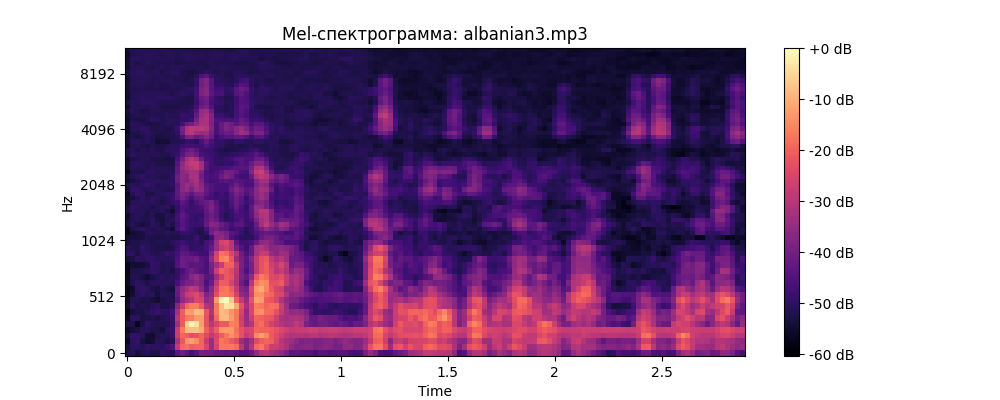 Mel-спектрограмма: albanian3.mp3
8192
4096
2048
1024
512
0
Hz
0
0.5
1
1.5
2
2.5
Time
+0 dB
-10 dB
-20 dB
-30 dB
-40 dB
-50 dB
-60 dB